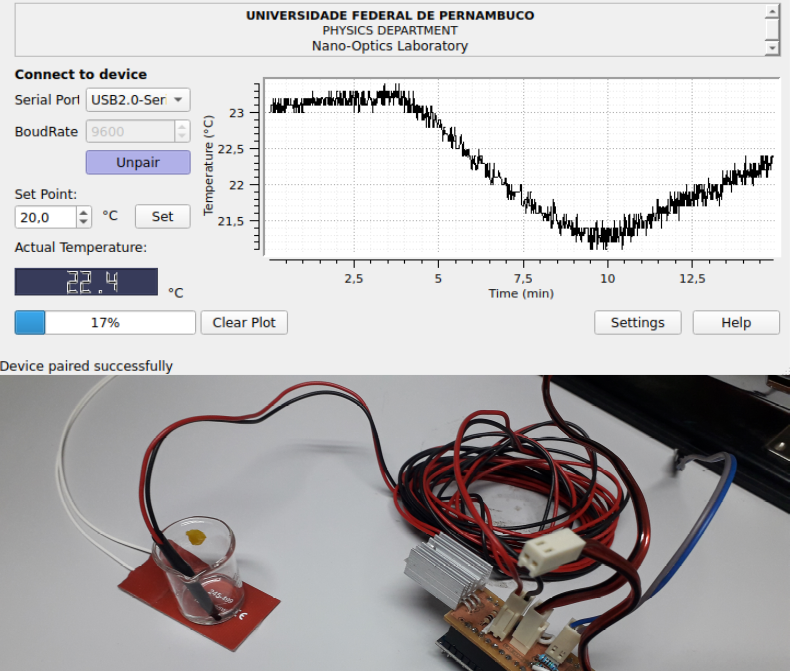 UNIVERSIDADE FEDERAL DE PERNAMBUCO
PHYSICS DEPARTMENT
Nano-Optics Laboratory
Connect to device
Serial Port USB2.0-Seri
BoudRate 9600
Unpair
Set Point:
20,0 °C Set
Actual Temperature:
22.4 °C
17% Clear Plot
Temperature (°C)
23
22,5
22
21,5
2,5 5 7,5 10 12,5
Time (min)
Settings Help
Device paired successfully
CE